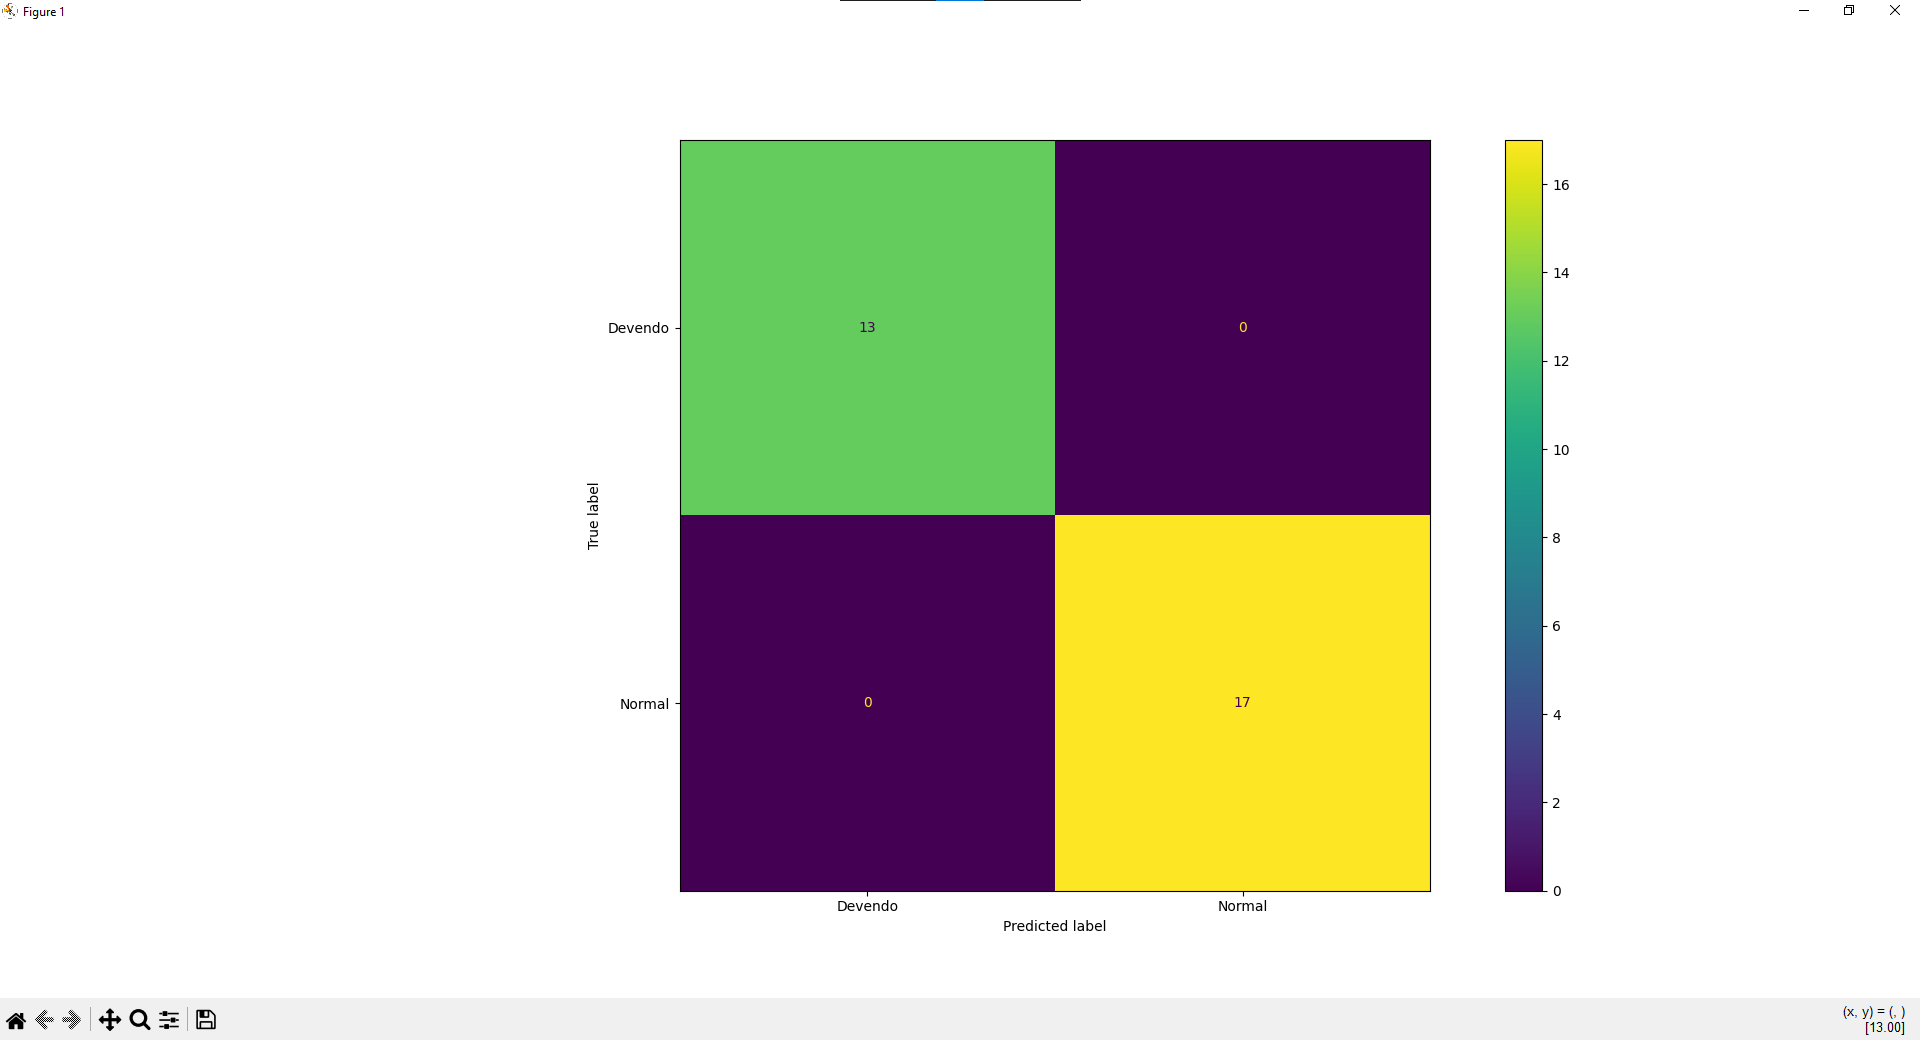 Figure 1
16
14
Devendo
13
0
12
10
True label
8
6
Normal
0
17
4
2
0
Devendo
Normal
Predicted label
(x, y) = (, )
[13.00]